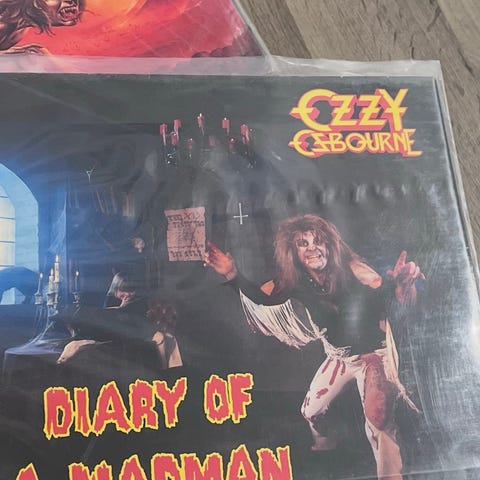 OZZY
OSBOURNE
DIARY OF
A MADMAN